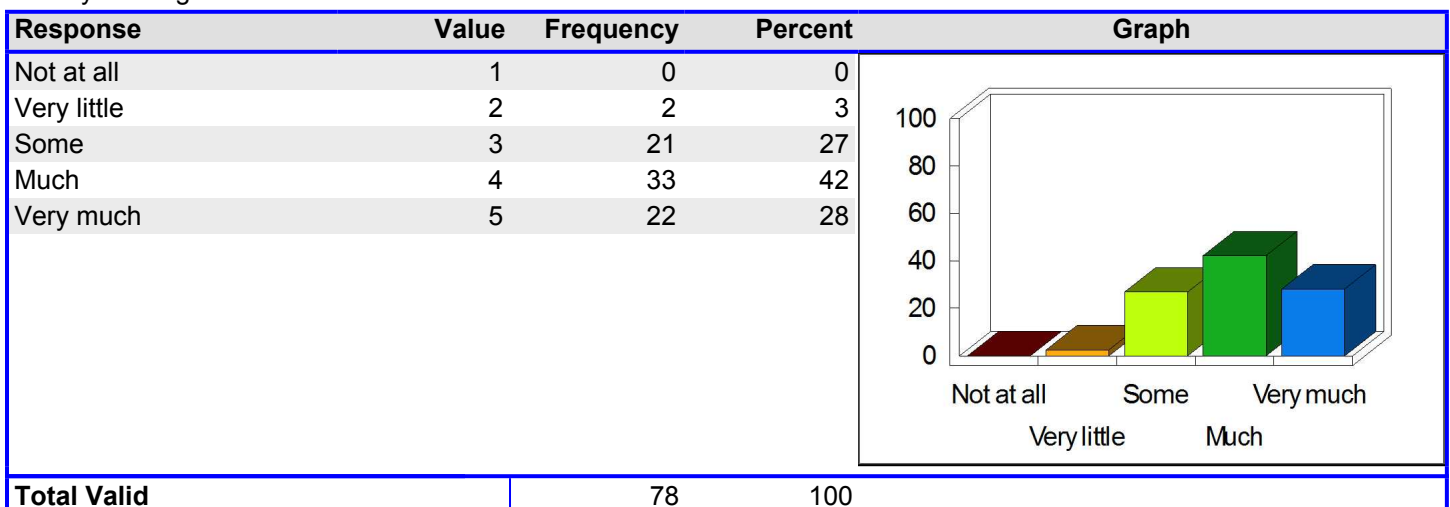 Response Value Frequency Percent Graph
Not at all 1 0 0
Very little 2 2 3
Some 3 21 27
Much 4 33 42
Very much 5 22 28
100
80
60
40
20
0
Not at all Some Very much
Very little Much
Total Valid 78 100